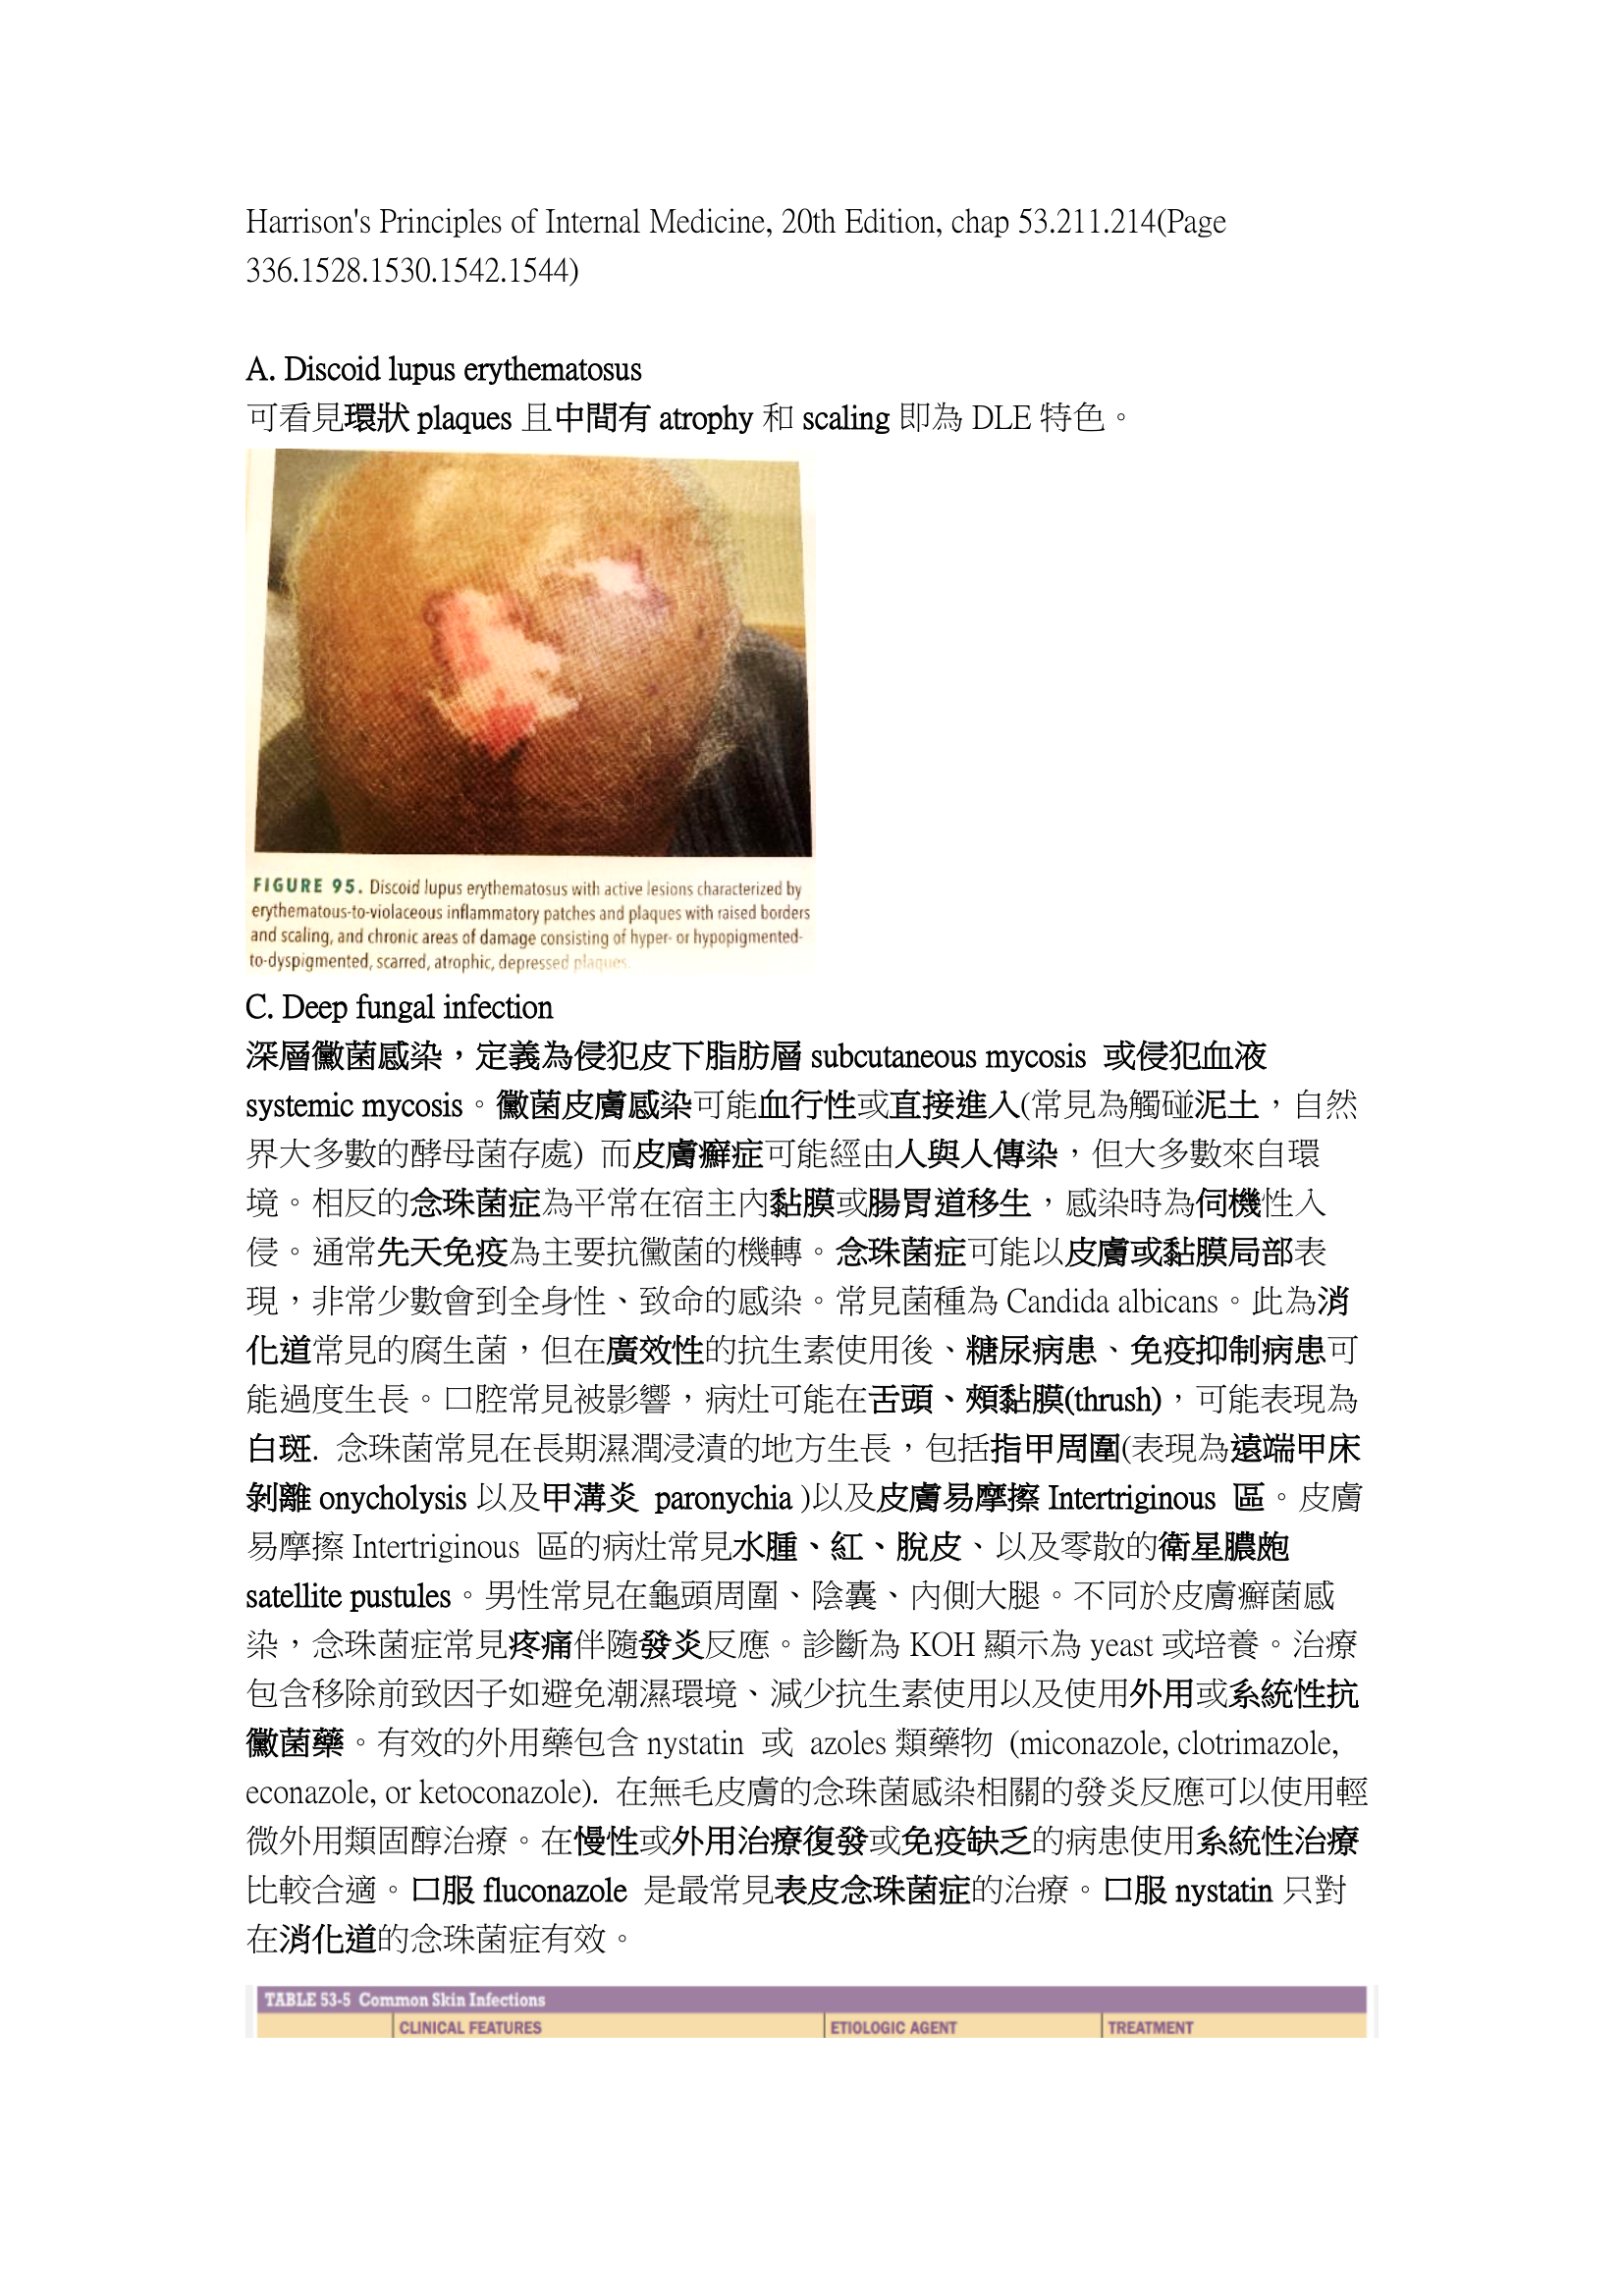 Harrison's Principles of Internal Medicine, 20th Edition, chap 53.211.214(Page
336.1528.1530.1542.1544)
A. Discoid lupus erythematosus
可看見環狀 plaques 且中間有 atrophy 和 scaling 即為 DLE 特色。
FIGURE 95. Discoid lupus erythematosus with active lesions characterized by
erythematous-to-violaceous inflammatory patches and plaques with raised borders
and scaling, and chronic areas of damage consisting of hyper- or hypopigmented-
to-dyspigmented, scarred, atrophic, depressed plaques.
C. Deep fungal infection
深層黴菌感染，定義為侵犯皮下脂肪層 subcutaneous mycosis 或侵犯血液
systemic mycosis。黴菌皮膚感染可能血行性或直接進入(常見為觸碰泥土，自然
界大多數的酵母菌存處) 而皮膚癬症可能經由人與人傳染，但大多數來自環
境。相反的念珠菌症為平常在宿主內黏膜或腸胃道移生，感染時為伺機性入
侵。通常先天免疫為主要抗黴菌的機轉。念珠菌症可能以皮膚或黏膜局部表
現，非常少數會到全身性、致命的感染。常見菌種為 Candida albicans。此為消
化道常見的腐生菌，但在廣效性的抗生素使用後、糖尿病患、免疫抑制病患可
能過度生長。口腔常見被影響，病灶可能在舌頭、頰黏膜(thrush)，可能表現為
白斑. 念珠菌常見在長期濕潤浸漬的地方生長，包括指甲周圍(表現為遠端甲床
剝離 onycholysis 以及甲溝炎 paronychia )以及皮膚易摩擦 Intertriginous 區。皮膚
易摩擦 Intertriginous 區的病灶常見水腫、紅、脫皮、以及零散的衛星膿皰
satellite pustules。男性常見在龜頭周圍、陰囊、內側大腿。不同於皮膚癬菌感
染，念珠菌症常見疼痛伴隨發炎反應。診斷為 KOH 顯示為 yeast 或培養。治療
包含移除前致因子如避免潮濕環境、減少抗生素使用以及使用外用或系統性抗
黴菌藥。有效的外用藥包含 nystatin 或 azoles 類藥物 (miconazole, clotrimazole,
econazole, or ketoconazole). 在無毛皮膚的念珠菌感染相關的發炎反應可以使用輕
微外用類固醇治療。在慢性或外用治療復發或免疫缺乏的病患使用系統性治療
比較合適。口服 fluconazole 是最常見表皮念珠菌症的治療。口服 nystatin 只對
在消化道的念珠菌症有效。
TABLE 53-5 Common Skin Infections
CLINICAL FEATURES ETIOLOGIC AGENT TREATMENT